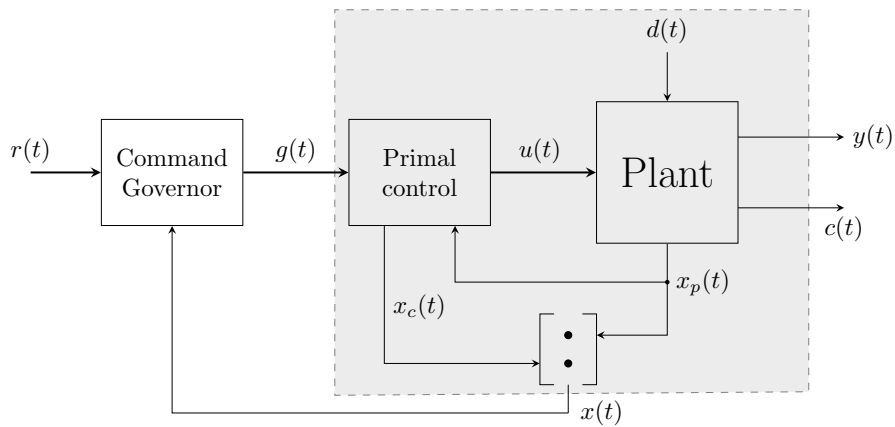 d(t)
r(t)
Command
Governor
g(t)
Primal
control
u(t)
Plant
y(t)
c(t)
x_c(t)
x_p(t)
x(t)